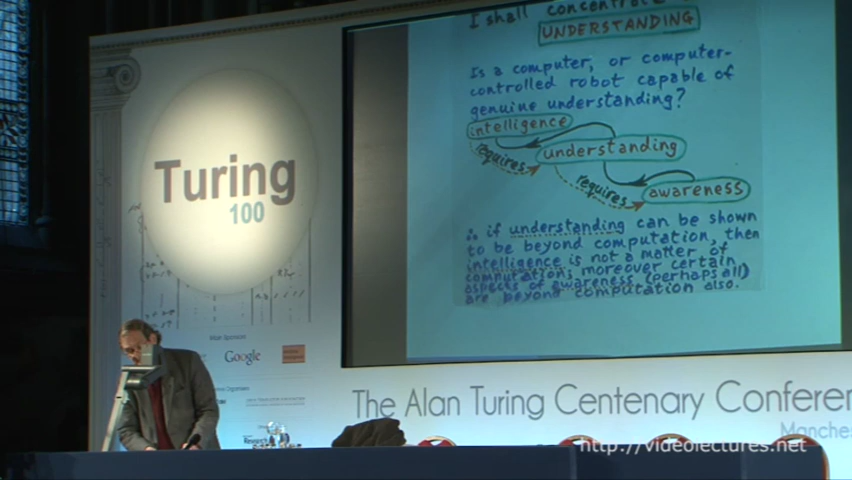 I shall concentrate
UNDERSTANDING
Is a computer, or computer-
controlled robot capable of
genuine understanding?
intelligence
requires
understanding
requires
awareness
∴ if understanding can be shown
to be beyond computation, then
intelligence is not a matter of
computation; moreover certain
aspects of awareness (perhaps all)
are beyond computation also.
Turing
100
Google
The Alan Turing Centenary Conferen
Manches
http://videolectures.net